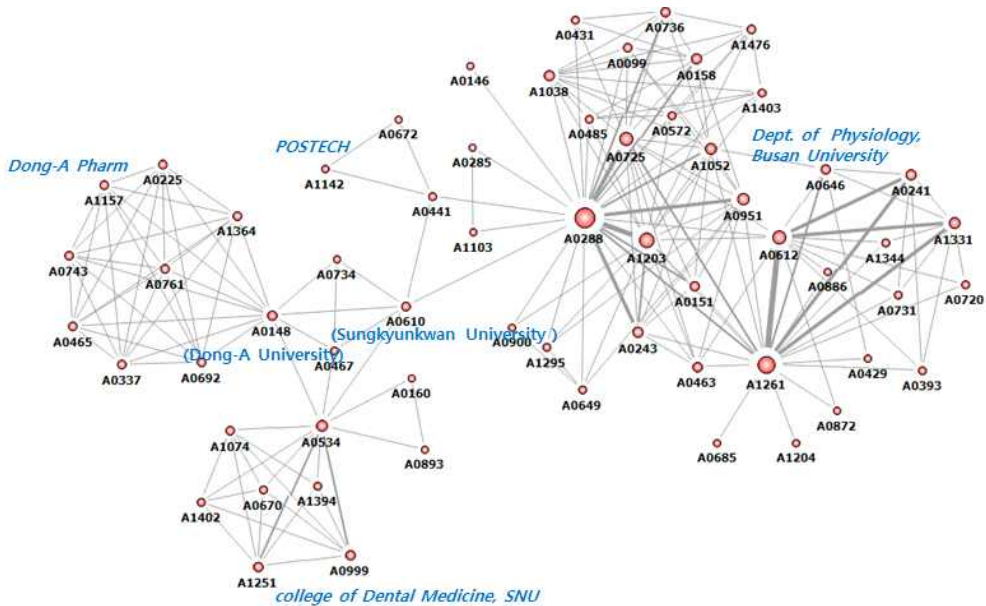 A0431
A0736
A1476
A0099
A0158
A0146
A1038
A1403
A0672
A0485
A0572
POSTECH
A0725
Dept. of Physiology,
Busan University
Dong-A Pharm
A0225
A1142
A0285
A1052
A0646
A0241
A1157
A0441
A0951
A1364
A1103
A0288
A1203
A0612
A1331
A0743
A0761
A0734
A1344
A0886
A0151
A0731
A0720
A0148
A0610
A0465
(Dong-A University)
(Sungkyunkwan University )
A0900
A0243
A0337
A0692
A0467
A1295
A0463
A1261
A0429
A0393
A0160
A0649
A0872
A1074
A0534
A0893
A0685
A1204
A0670
A1394
A1402
A1251
A0999
college of Dental Medicine, SNU